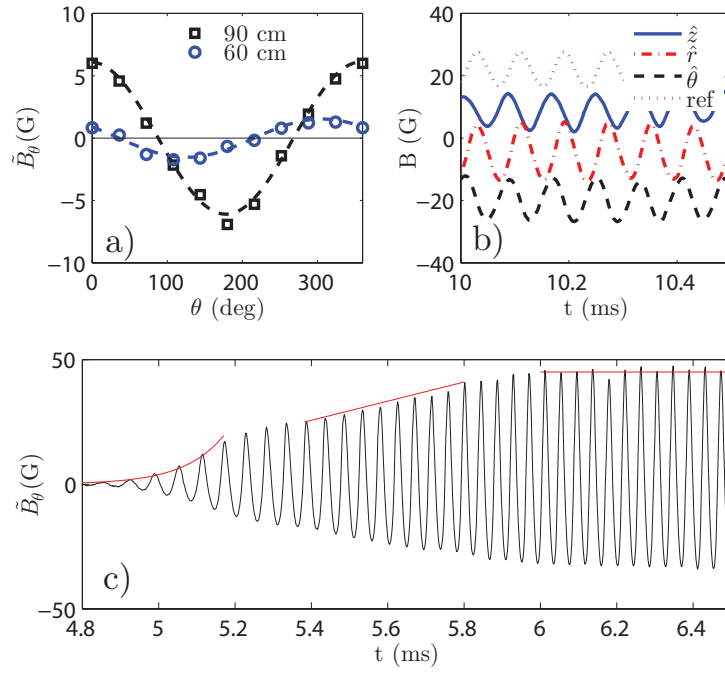 10
5
0
−5
−10
B̃θ(G)
90 cm
60 cm
a)
0 100 200 300
θ (deg)
40
20
0
−20
−40
B (G)
ẑ
r̂
θ̂
ref
b)
10 10.2 10.4
t (ms)
50
0
−50
B̃θ(G)
c)
4.8 5 5.2 5.4 5.6 5.8 6 6.2 6.4
t (ms)